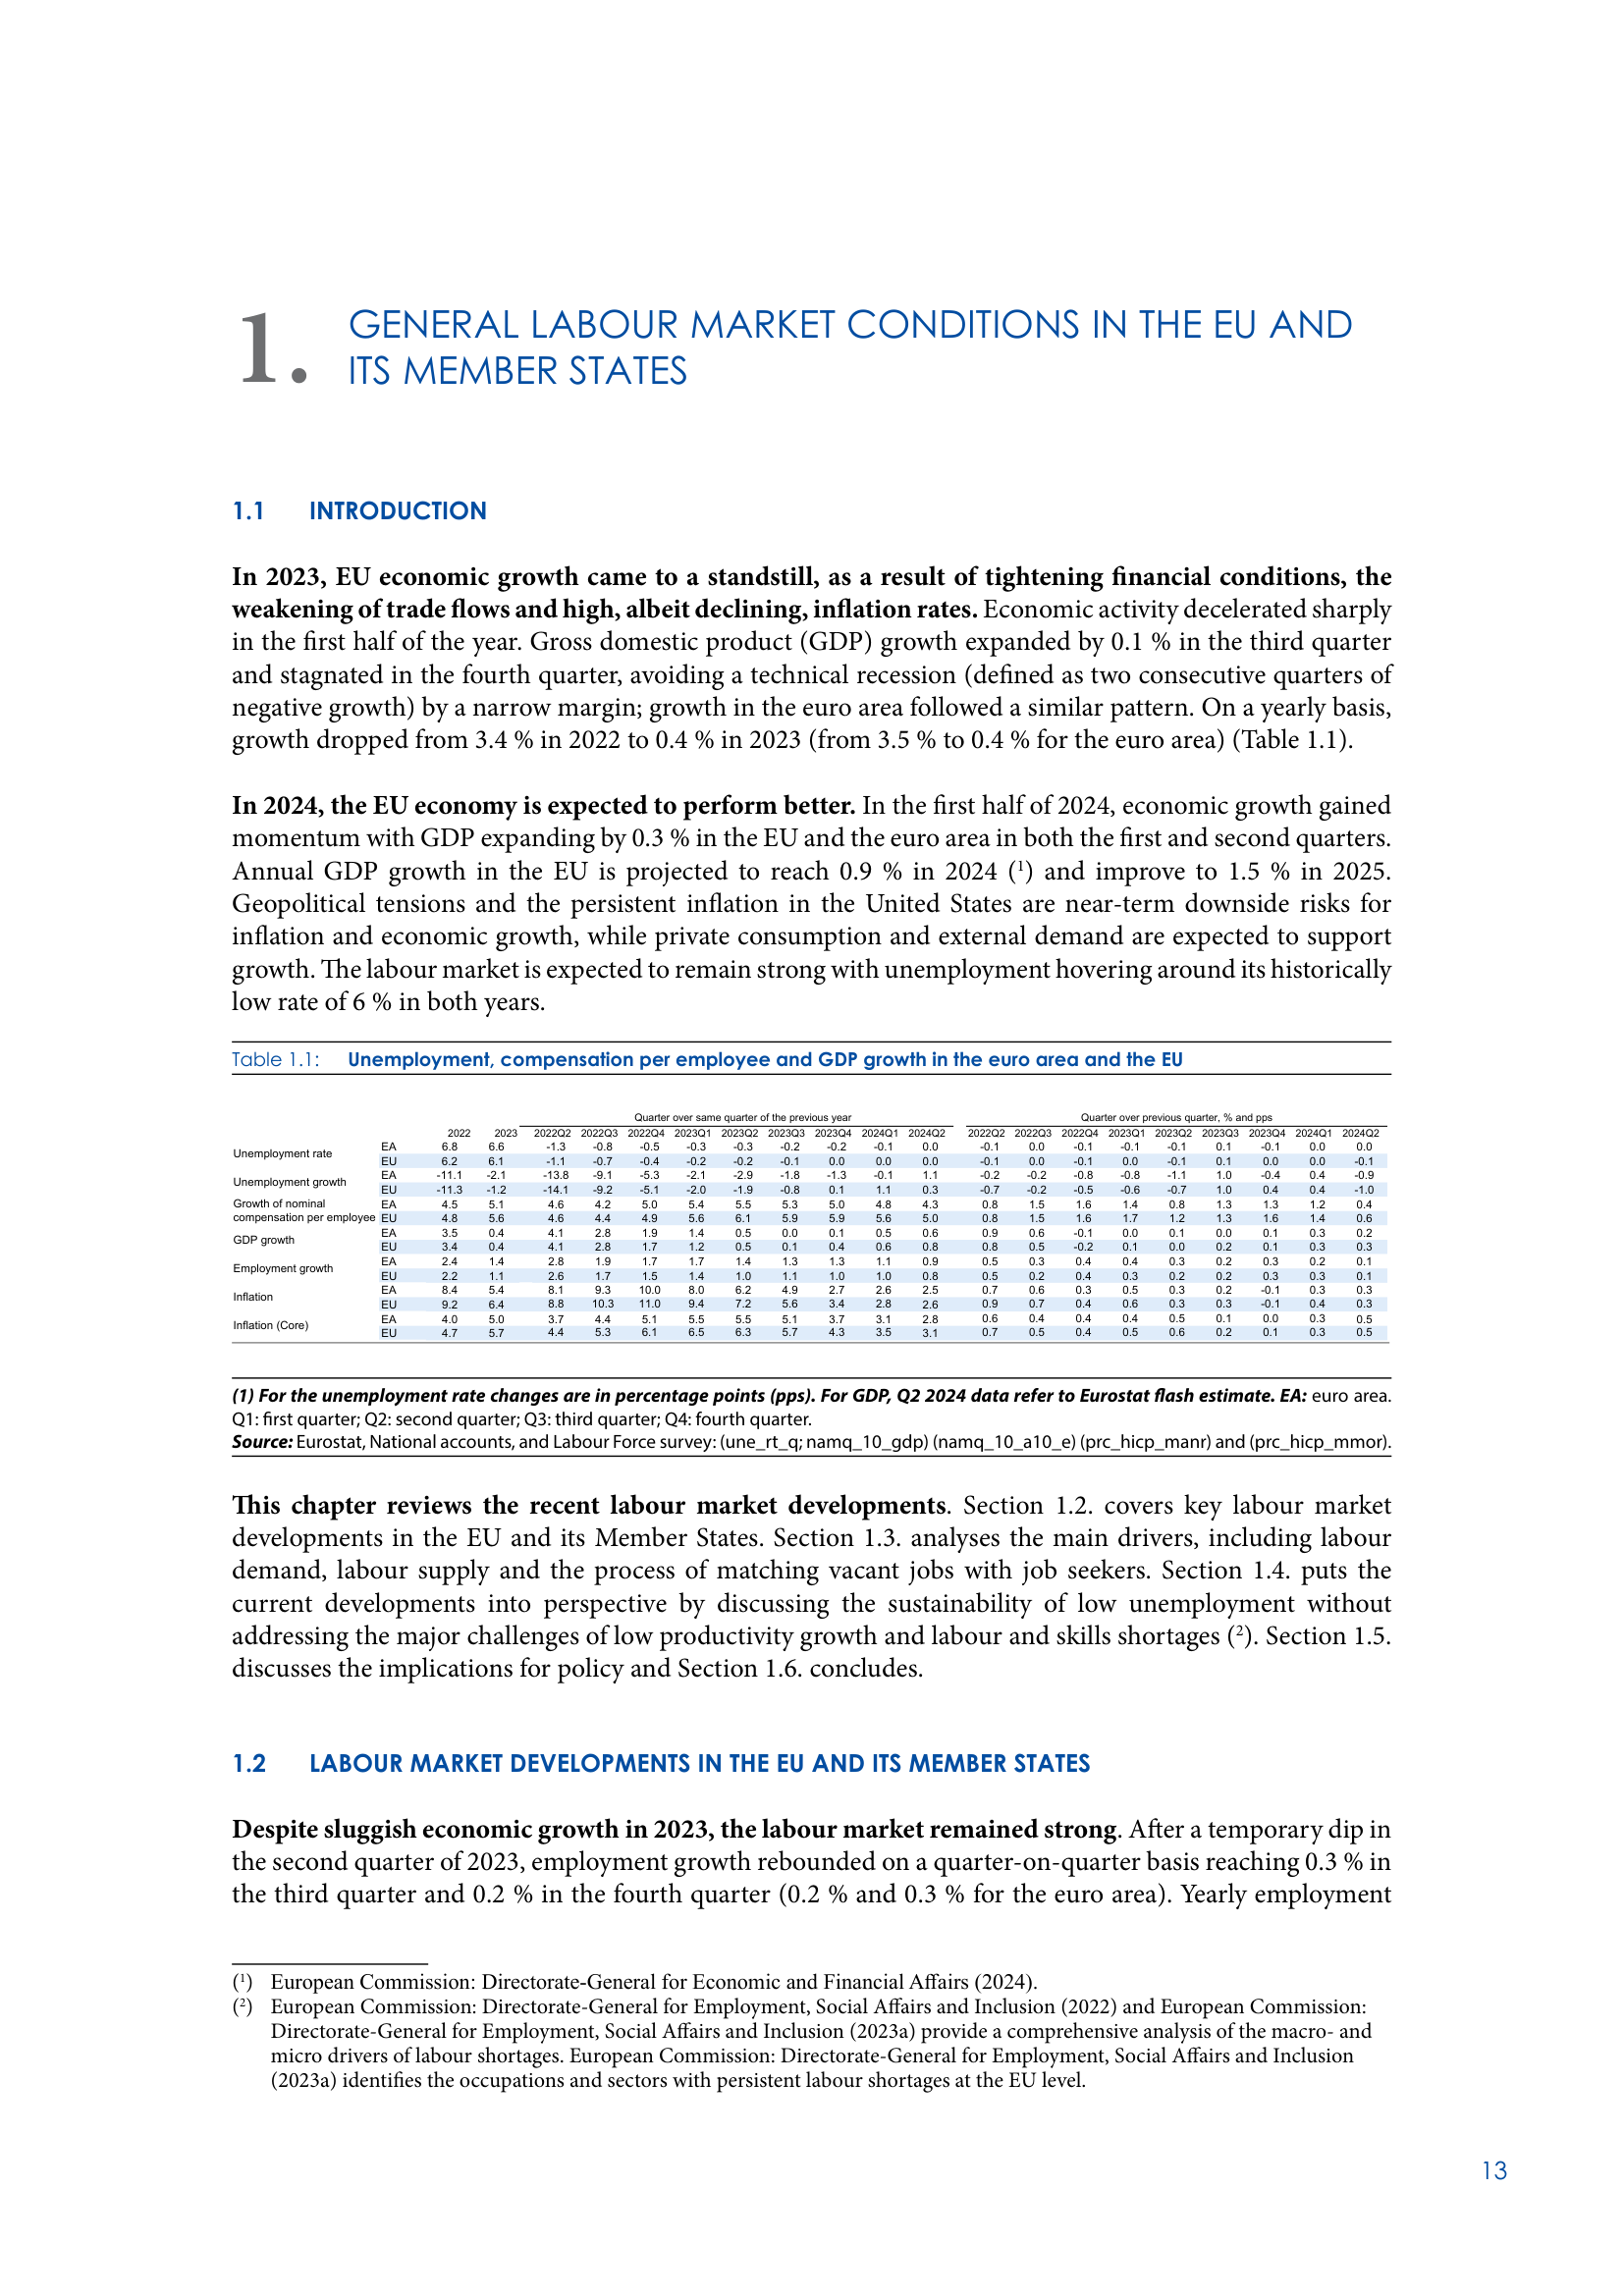 1. GENERAL LABOUR MARKET CONDITIONS IN THE EU AND
ITS MEMBER STATES
1.1 INTRODUCTION
In 2023, EU economic growth came to a standstill, as a result of tightening financial conditions, the
weakening of trade flows and high, albeit declining, inflation rates. Economic activity decelerated sharply
in the first half of the year. Gross domestic product (GDP) growth expanded by 0.1 % in the third quarter
and stagnated in the fourth quarter, avoiding a technical recession (defined as two consecutive quarters of
negative growth) by a narrow margin; growth in the euro area followed a similar pattern. On a yearly basis,
growth dropped from 3.4 % in 2022 to 0.4 % in 2023 (from 3.5 % to 0.4 % for the euro area) (Table 1.1).
In 2024, the EU economy is expected to perform better. In the first half of 2024, economic growth gained
momentum with GDP expanding by 0.3 % in the EU and the euro area in both the first and second quarters.
Annual GDP growth in the EU is projected to reach 0.9 % in 2024 (1) and improve to 1.5 % in 2025.
Geopolitical tensions and the persistent inflation in the United States are near-term downside risks for
inflation and economic growth, while private consumption and external demand are expected to support
growth. The labour market is expected to remain strong with unemployment hovering around its historically
low rate of 6 % in both years.
Table 1.1: Unemployment, compensation per employee and GDP growth in the euro area and the EU
Quarter over same quarter of the previous year Quarter over previous quarter, % and pps
2022 2023 2022Q2 2022Q3 2022Q4 2023Q1 2023Q2 2023Q3 2023Q4 2024Q1 2024Q2 2022Q2 2022Q3 2022Q4 2023Q1 2023Q2 2023Q3 2023Q4 2024Q1 2024Q2
Unemployment rate EA 6.8 6.6 -1.3 -0.8 -0.5 -0.3 -0.3 -0.2 -0.2 -0.1 0.0 -0.1 0.0 -0.1 -0.1 -0.1 0.1 -0.1 0.0 0.0
EU 6.2 6.1 -1.1 -0.7 -0.4 -0.2 -0.2 -0.1 0.0 0.0 0.0 -0.1 0.0 -0.1 0.0 -0.1 0.1 0.0 0.0 -0.1
Unemployment growth EA -11.1 -2.1 -13.8 -9.1 -5.3 -2.1 -2.9 -1.8 -1.3 -0.1 1.1 -0.2 -0.2 -0.8 -0.8 -1.1 1.0 -0.4 0.4 -0.9
EU -11.3 -1.2 -14.1 -9.2 -5.1 -2.0 -1.9 -0.8 0.1 1.1 0.3 -0.7 -0.2 -0.5 -0.6 -0.7 1.0 0.4 0.4 -1.0
Growth of nominal EA 4.5 5.1 4.6 4.2 5.0 5.4 5.5 5.3 5.0 4.8 4.3 0.8 1.5 1.6 1.4 0.8 1.3 1.3 1.2 0.4
compensation per employee EU 4.8 5.6 4.6 4.4 4.9 5.6 6.1 5.9 5.9 5.6 5.0 0.8 1.5 1.6 1.7 1.2 1.3 1.6 1.4 0.6
GDP growth EA 3.5 0.4 4.1 2.8 1.9 1.4 0.5 0.0 0.1 0.5 0.6 0.9 0.6 -0.1 0.0 0.1 0.0 0.1 0.3 0.2
EU 3.4 0.4 4.1 2.8 1.7 1.2 0.5 0.1 0.4 0.6 0.8 0.8 0.5 -0.2 0.1 0.0 0.2 0.1 0.3 0.3
Employment growth EA 2.4 1.4 2.8 1.9 1.7 1.7 1.4 1.3 1.3 1.1 0.9 0.5 0.3 0.4 0.4 0.3 0.2 0.3 0.2 0.1
EU 2.2 1.1 2.6 1.7 1.5 1.4 1.0 1.1 1.0 1.0 0.8 0.5 0.2 0.4 0.3 0.2 0.2 0.3 0.3 0.1
Inflation EA 8.4 5.4 8.1 9.3 10.0 8.0 6.2 4.9 2.7 2.6 2.5 0.7 0.6 0.3 0.5 0.3 0.2 -0.1 0.3 0.3
EU 9.2 6.4 8.8 10.3 11.0 9.4 7.2 5.6 3.4 2.8 2.6 0.9 0.7 0.4 0.6 0.3 0.3 -0.1 0.4 0.3
Inflation (Core) EA 4.0 5.0 3.7 4.4 5.1 5.5 5.5 5.1 3.7 3.1 2.8 0.6 0.4 0.4 0.4 0.5 0.1 0.0 0.3 0.5
EU 4.7 5.7 4.4 5.3 6.1 6.5 6.3 5.7 4.3 3.5 3.1 0.7 0.5 0.4 0.5 0.6 0.2 0.1 0.3 0.5
(1) For the unemployment rate changes are in percentage points (pps). For GDP, Q2 2024 data refer to Eurostat flash estimate. EA: euro area.
Q1: first quarter; Q2: second quarter; Q3: third quarter; Q4: fourth quarter.
Source: Eurostat, National accounts, and Labour Force survey: (une_rt_q; namq_10_gdp) (namq_10_a10_e) (prc_hicp_manr) and (prc_hicp_mmor).
This chapter reviews the recent labour market developments. Section 1.2. covers key labour market
developments in the EU and its Member States. Section 1.3. analyses the main drivers, including labour
demand, labour supply and the process of matching vacant jobs with job seekers. Section 1.4. puts the
current developments into perspective by discussing the sustainability of low unemployment without
addressing the major challenges of low productivity growth and labour and skills shortages (2). Section 1.5.
discusses the implications for policy and Section 1.6. concludes.
1.2 LABOUR MARKET DEVELOPMENTS IN THE EU AND ITS MEMBER STATES
Despite sluggish economic growth in 2023, the labour market remained strong. After a temporary dip in
the second quarter of 2023, employment growth rebounded on a quarter-on-quarter basis reaching 0.3 % in
the third quarter and 0.2 % in the fourth quarter (0.2 % and 0.3 % for the euro area). Yearly employment
(1) European Commission: Directorate-General for Economic and Financial Affairs (2024).
(2) European Commission: Directorate-General for Employment, Social Affairs and Inclusion (2022) and European Commission:
Directorate-General for Employment, Social Affairs and Inclusion (2023a) provide a comprehensive analysis of the macro- and
micro drivers of labour shortages. European Commission: Directorate-General for Employment, Social Affairs and Inclusion
(2023a) identifies the occupations and sectors with persistent labour shortages at the EU level.
13